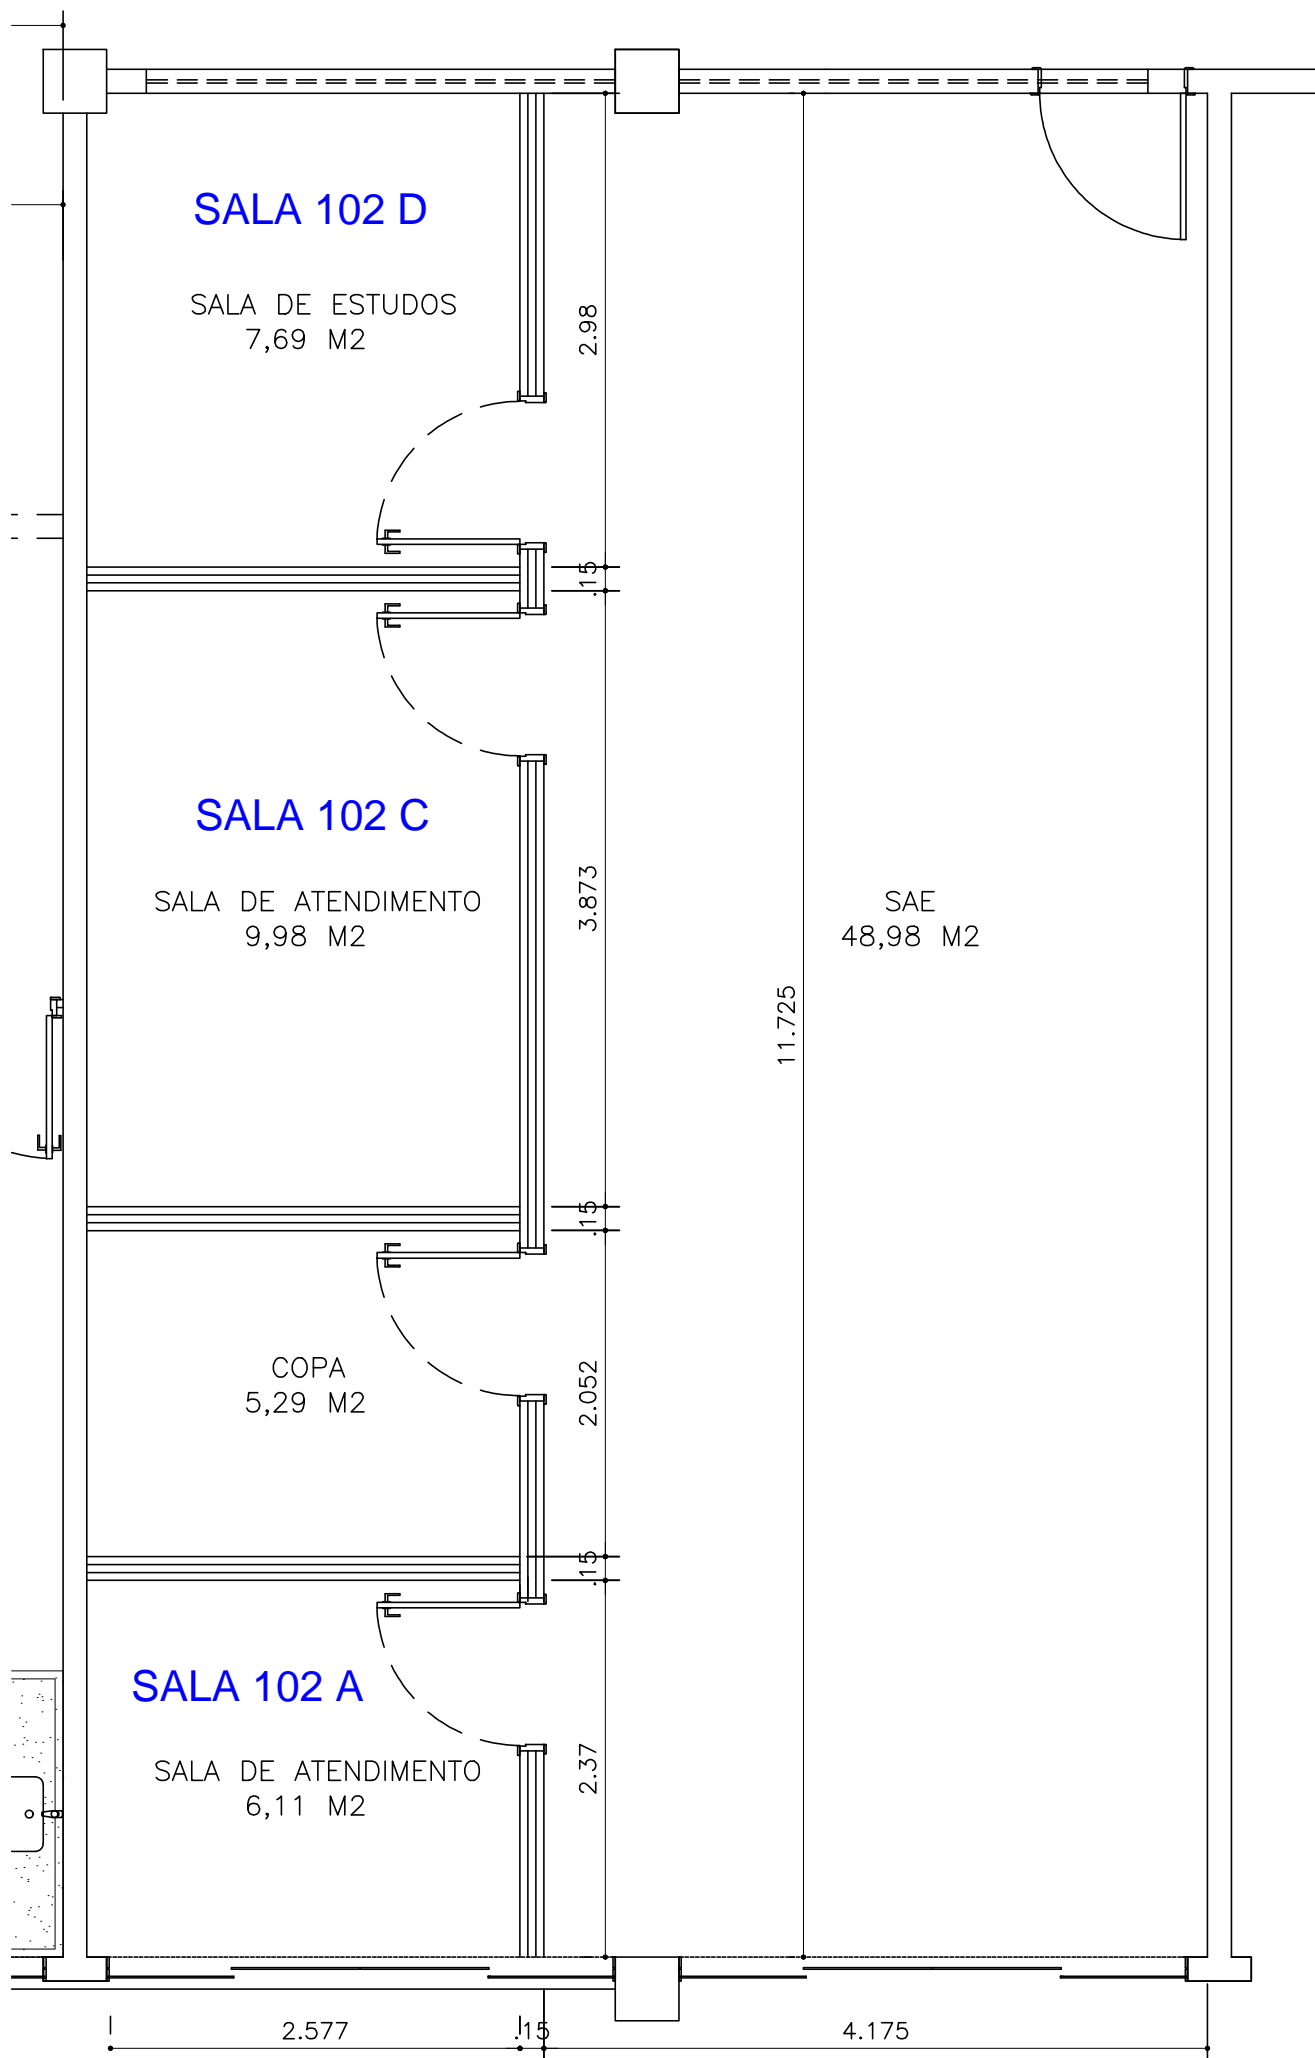 SALA 102 D
SALA DE ESTUDOS
7,69 M2
2.98
.15
SALA 102 C
SALA DE ATENDIMENTO
9,98 M2
3.873
SAE
48,98 M2
11.725
.15
COPA
5,29 M2
2.052
.15
SALA 102 A
SALA DE ATENDIMENTO
6,11 M2
2.37
2.577
.15
4.175